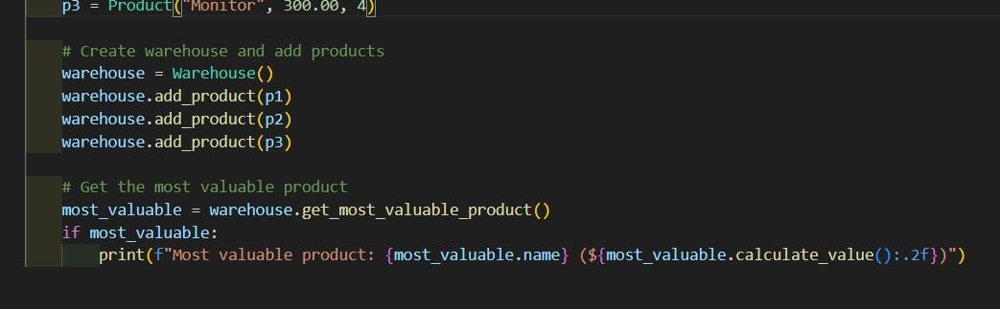 p3 = Product("Monitor", 300.00, 4)
# Create warehouse and add products
warehouse = Warehouse()
warehouse.add_product(p1)
warehouse.add_product(p2)
warehouse.add_product(p3)
# Get the most valuable product
most_valuable = warehouse.get_most_valuable_product()
if most_valuable:
print(f"Most valuable product: {most_valuable.name} (${most_valuable.calculate_value():.2f})")